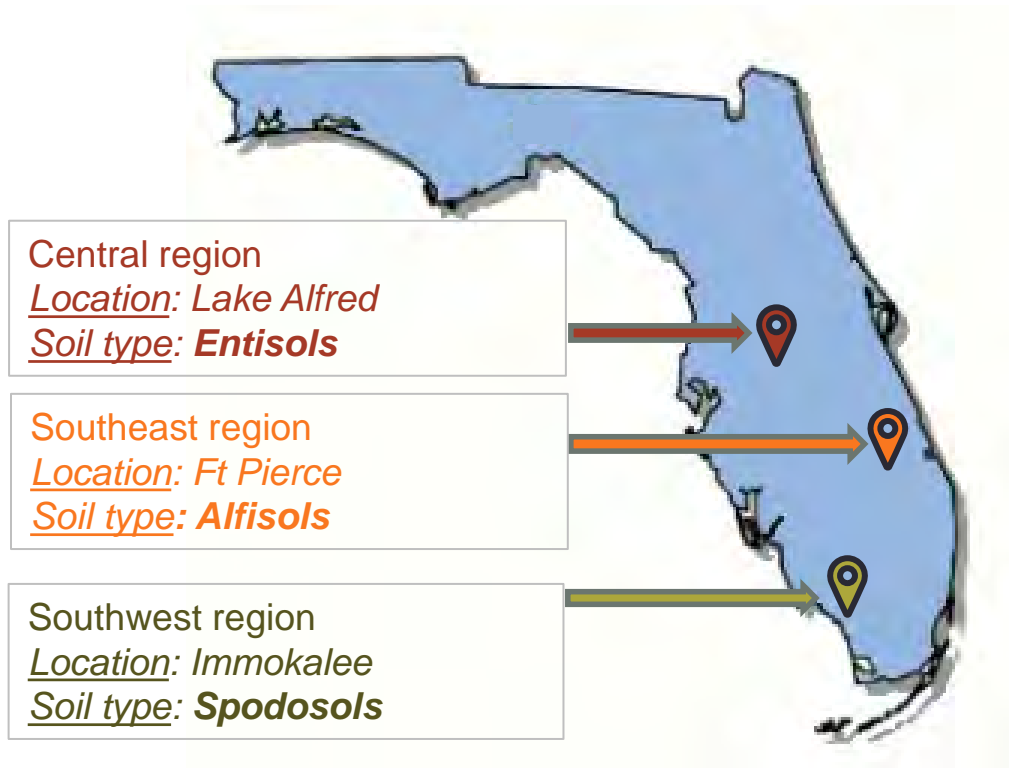 Central region
Location: Lake Alfred
Soil type: Entisols
Southeast region
Location: Ft Pierce
Soil type: Alfisols
Southwest region
Location: Immokalee
Soil type: Spodosols